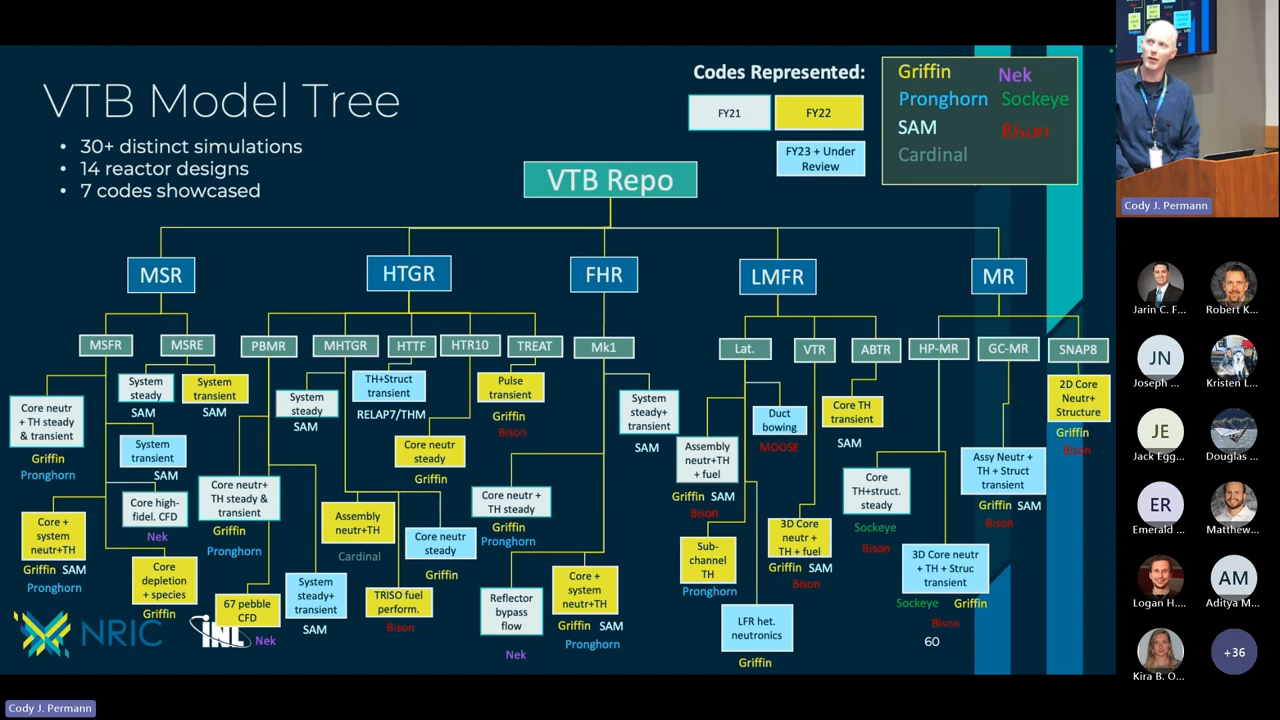 VTB Model Tree
• 30+ distinct simulations
• 14 reactor designs
• 7 codes showcased
Codes Represented:
FY21
FY22
FY23 + Under
Review
Griffin
Nek
Pronghorn
Sockeye
SAM
Bison
Cardinal
VTB Repo
MSR
HTGR
FHR
LMFR
MR
MSFR
MSRE
PBMR
MHTGR
HTTF
HTR10
TREAT
Mk1
Lat.
VTR
ABTR
HP-MR
GC-MR
SNAP8
Core neutr
+ TH steady
& transient
Griffin
Pronghorn
Core +
system
neutr+TH
Griffin SAM
Pronghorn
System
steady
SAM
System
transient
SAM
System
transient
SAM
Core high-
fidel. CFD
Nek
Core
depletion
+ species
Griffin
Core neutr+
TH steady &
transient
Griffin
Pronghorn
67 pebble
CFD
Nek
System
steady+
transient
SAM
System
steady
SAM
Assembly
neutr+TH
Cardinal
TRISO fuel
perform.
Bison
Core neutr
steady
Griffin
TH+Struct
transient
RELAP7/THM
Core neutr
steady
Griffin
Pulse
transient
Griffin
Bison
Core neutr +
TH steady
Griffin
Pronghorn
Reflector
bypass
flow
Nek
Core +
system
neutr+TH
Griffin SAM
Pronghorn
System
steady+
transient
SAM
Assembly
neutr+TH
+ fuel
Griffin SAM
Bison
Sub-
channel
TH
Pronghorn
Duct
bowing
MOOSE
LFR het.
neutronics
Griffin
3D Core
neutr +
TH + fuel
Griffin SAM
Bison
Core TH
transient
SAM
Core
TH+struct.
steady
Sockeye
Bison
3D Core neutr
+ TH + Struc
transient
Sockeye Griffin
Bison
Assy Neutr +
TH + Struct
transient
Griffin SAM
Bison
2D Core
Neutr+
Structure
Griffin
Bison
NRIC
INL
60
Cody J. Permann
Jarin C. F...
Robert K...
JN
Joseph ...
Kristen L...
JE
Jack Egg...
Douglas ...
ER
Emerald ...
Matthew...
Logan H....
AM
Aditya M...
Kira B. O...
+36
Cody J. Permann